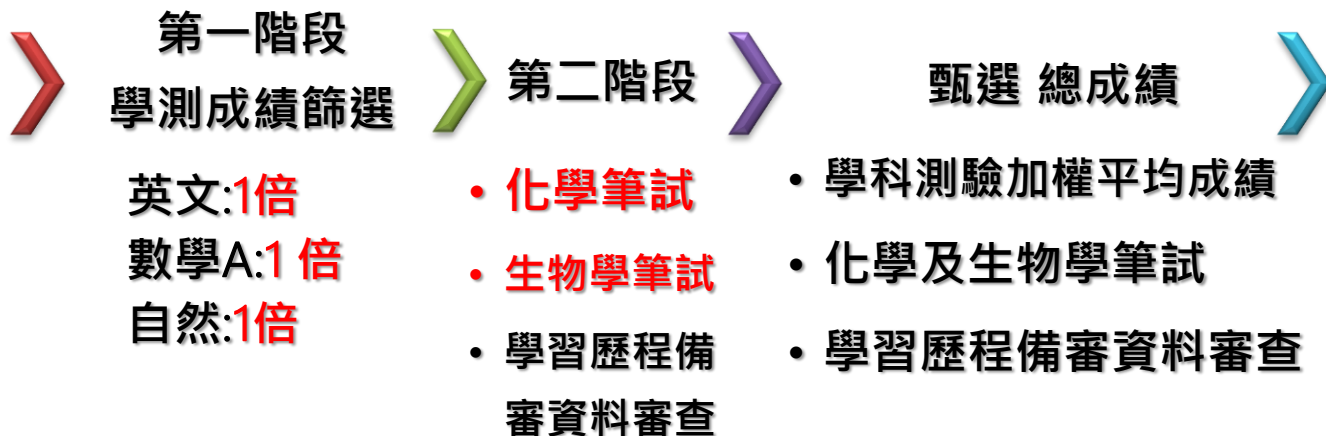 第一階段
學測成績篩選
英文:1倍
數學A:1 倍
自然:1倍
第二階段
• 化學筆試
• 生物學筆試
• 學習歷程備
審資料審查
甄選 總成績
• 學科測驗加權平均成績
• 化學及生物學筆試
• 學習歷程備審資料審查